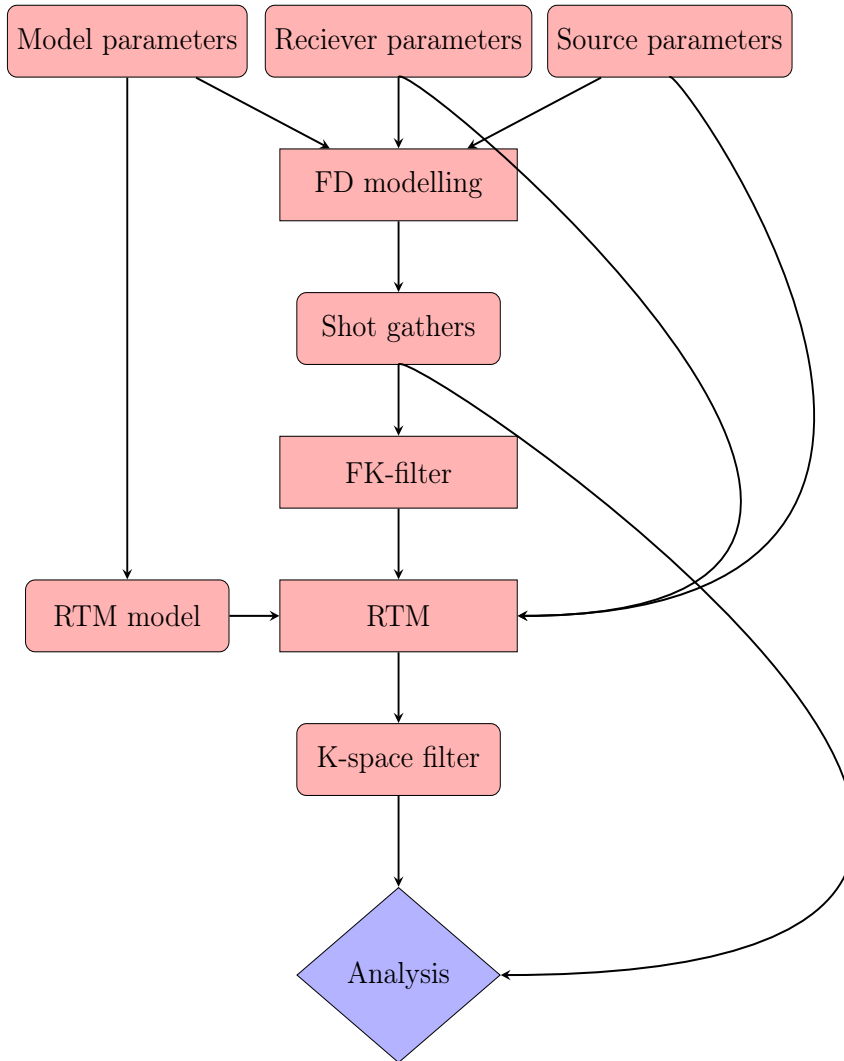 Model parameters
Reciever parameters
Source parameters
FD modelling
Shot gathers
FK-filter
RTM model
RTM
K-space filter
Analysis